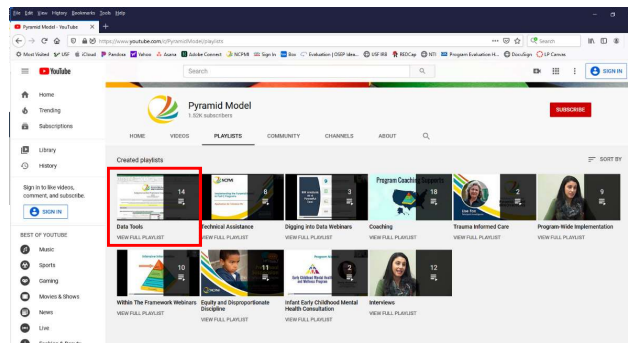 File Edit View History Bookmarks Tools Help
Pyramid Model - YouTube
https://www.youtube.com/c/PyramidModel/playlists
Search
Most Visited USF iCloud Pandora Yahoo Asana Adobe Connect NCPMI Sign In Box Evaluation | OSEP Idea... USF IRB REDCap NTI Program Evaluation H... DocuSign LP Canvas
YouTube
Search
SIGN IN
Home
Trending
Subscriptions
Library
History
Sign in to like videos,
comment, and subscribe.
SIGN IN
BEST OF YOUTUBE
Music
Sports
Gaming
Movies & Shows
News
Live
Pyramid Model
1.62K subscribers
SUBSCRIBE
HOME VIDEOS PLAYLISTS COMMUNITY CHANNELS ABOUT
Created playlists
SORT BY
14
NCPMI
8
3
Program Coaching Supports
18
2
9
Data Tools
Technical Assistance
Digging into Data Webinars
Coaching
Trauma Informed Care
Program-Wide Implementation
VIEW FULL PLAYLIST
VIEW FULL PLAYLIST
VIEW FULL PLAYLIST
VIEW FULL PLAYLIST
VIEW FULL PLAYLIST
VIEW FULL PLAYLIST
10
11
2
12
Within The Framework Webinars
Equity and Disproportionate
Discipline
Infant Early Childhood Mental
Health Consultation
Interviews
VIEW FULL PLAYLIST
VIEW FULL PLAYLIST
VIEW FULL PLAYLIST
VIEW FULL PLAYLIST